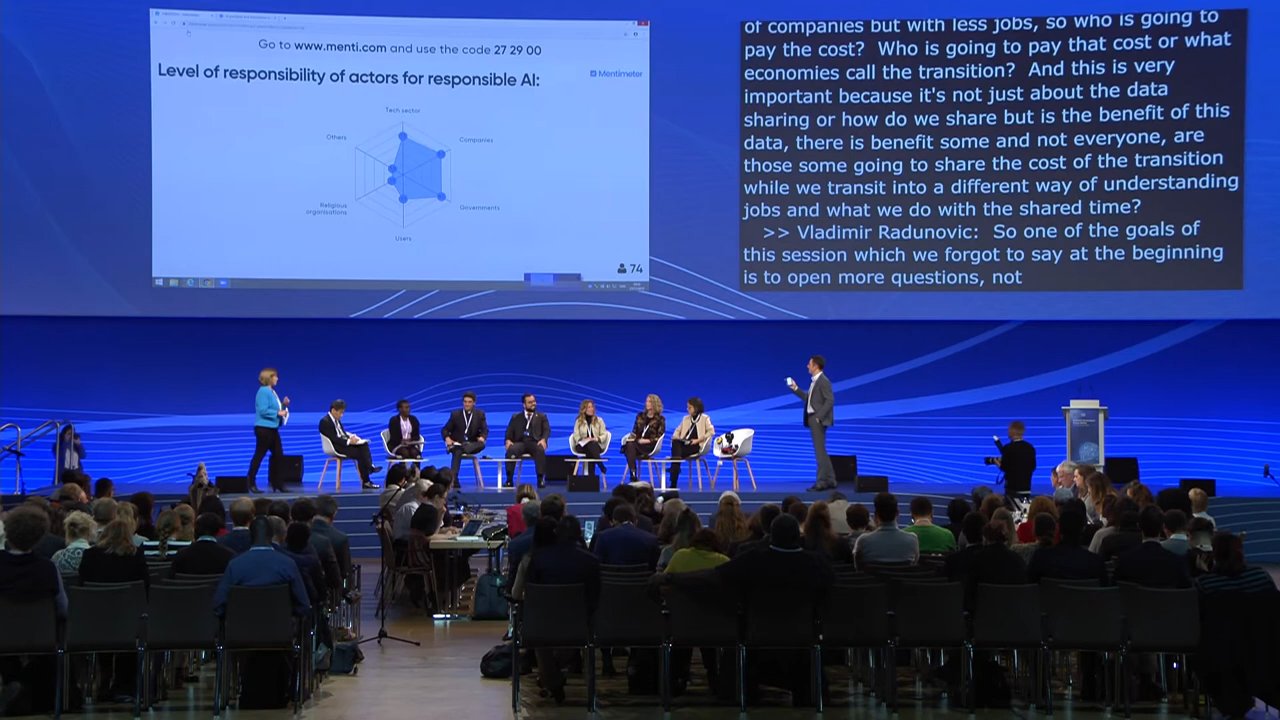 Go to www.menti.com and use the code 27 29 00
Level of responsibility of actors for responsible AI:
Mentimeter
Tech sector
Others
Companies
Religious
organisations
Governments
Users
74
of companies but with less jobs, so who is going to
pay the cost?  Who is going to pay that cost or what
economies call the transition?  And this is very
important because it's not just about the data
sharing or how do we share but is the benefit of this
data, there is benefit some and not everyone, are
those some going to share the cost of the transition
while we transit into a different way of understanding
jobs and what we do with the shared time?
>> Vladimir Radunovic:  So one of the goals of
this session which we forgot to say at the beginning
is to open more questions, not